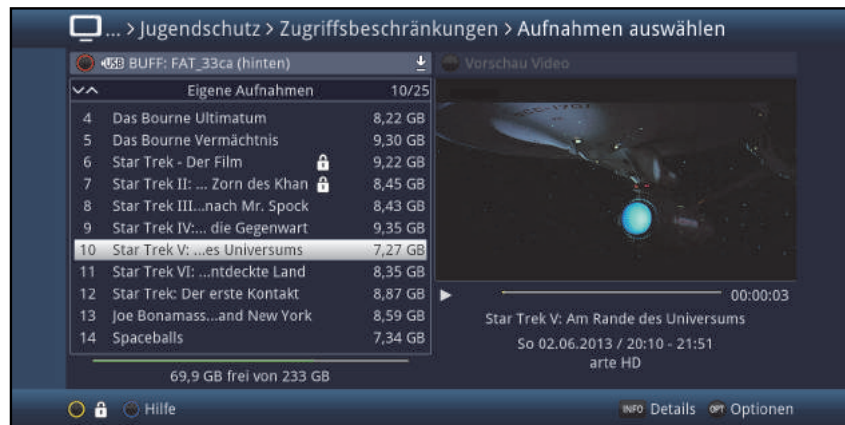 ... > Jugendschutz > Zugriffsbeschränkungen > Aufnahmen auswählen
USB BUFF: FAT_33ca (hinten)
Vorschau Video
Eigene Aufnahmen 10/25
4 Das Bourne Ultimatum 8,22 GB
5 Das Bourne Vermächtnis 9,30 GB
6 Star Trek - Der Film 9,22 GB
7 Star Trek II: ... Zorn des Khan 8,45 GB
8 Star Trek III...nach Mr. Spock 8,43 GB
9 Star Trek IV:... die Gegenwart 9,35 GB
10 Star Trek V: ...es Universums 7,27 GB
11 Star Trek VI: ...ntdeckte Land 8,35 GB
12 Star Trek: Der erste Kontakt 8,87 GB
13 Joe Bonamass...and New York 8,59 GB
14 Spaceballs 7,34 GB
69,9 GB frei von 233 GB
00:00:03
Star Trek V: Am Rande des Universums
So 02.06.2013 / 20:10 - 21:51
arte HD
Hilfe
INFO Details OPT Optionen